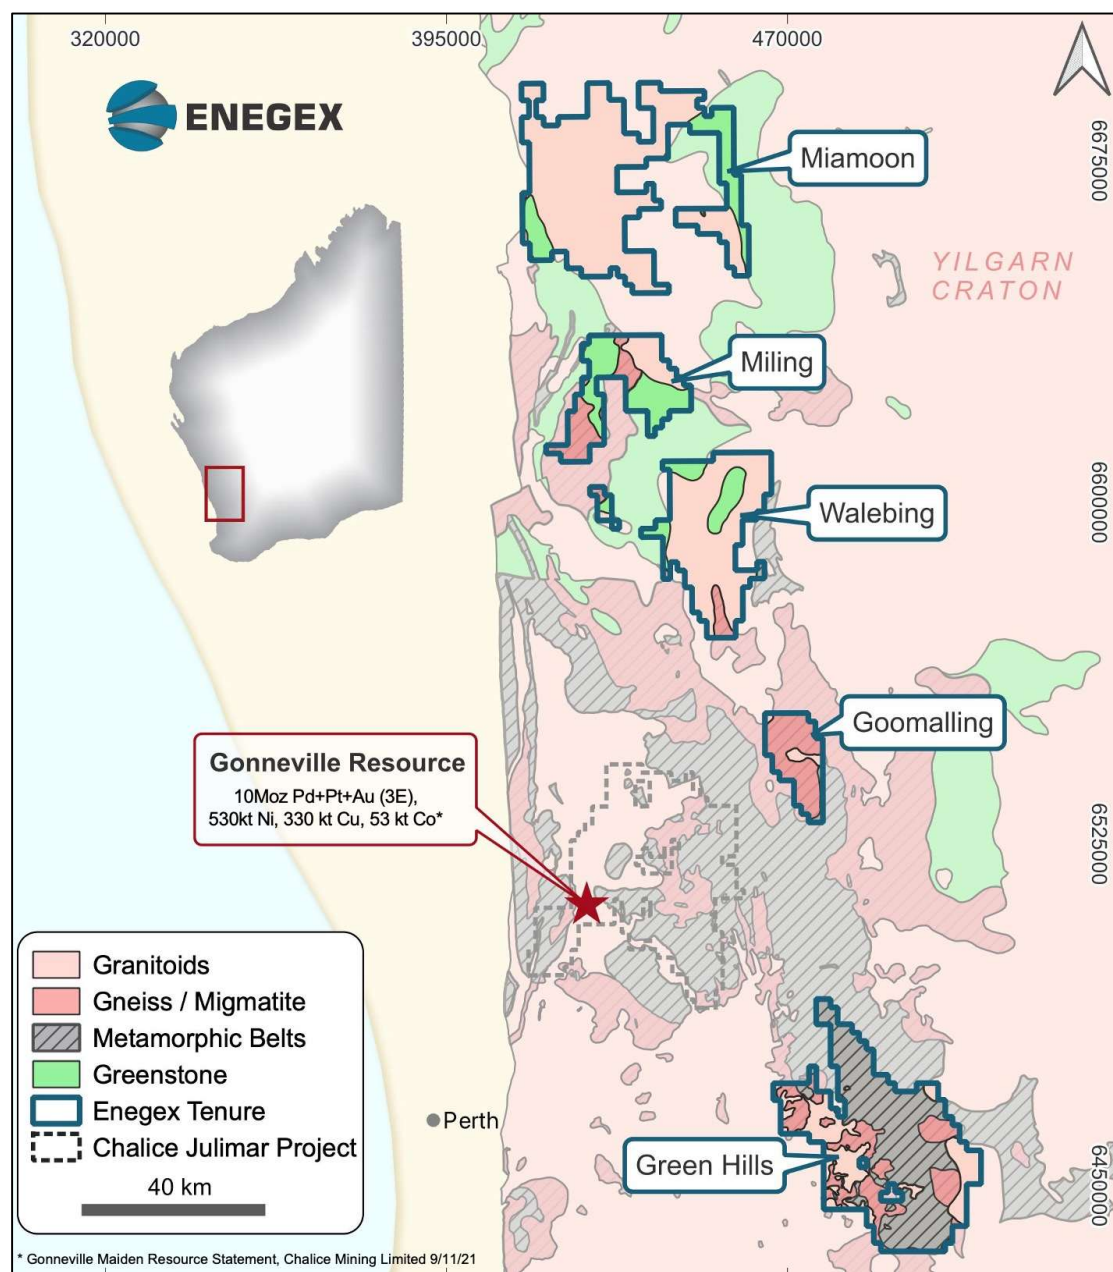 320000
395000
470000
ENEGEX
6675000
Miamoon
YILGARN
CRATON
Miling
6600000
Walebing
Goomalling
Gonneville Resource
10Moz Pd+Pt+Au (3E),
530kt Ni, 330 kt Cu, 53 kt Co*
6525000
Granitoids
Gneiss / Migmatite
Metamorphic Belts
Greenstone
Enegex Tenure
Chalice Julimar Project
40 km
Perth
Green Hills
6450000
* Gonneville Maiden Resource Statement, Chalice Mining Limited 9/11/21